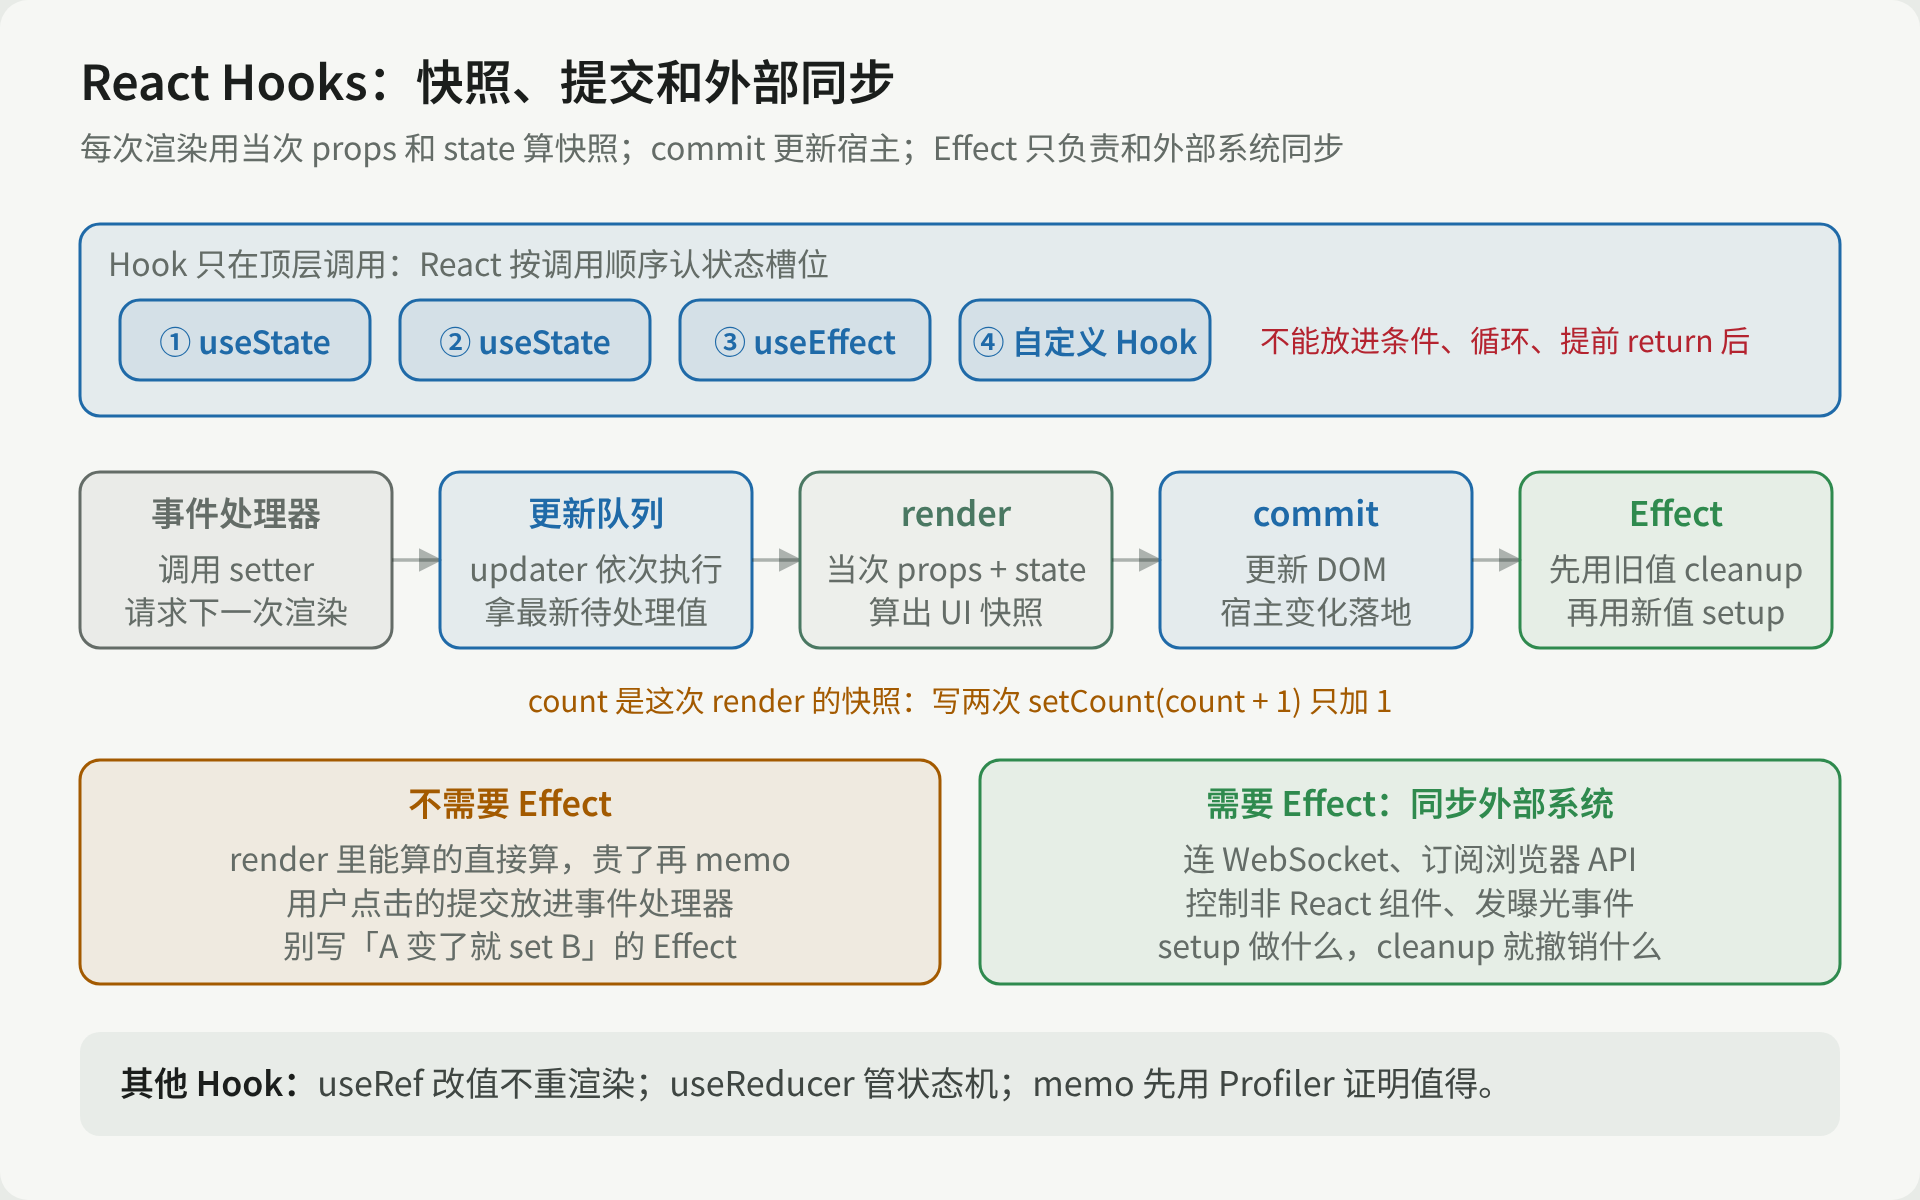 React Hooks：快照、提交和外部同步
每次渲染用当次 props 和 state 算快照；commit 更新宿主；Effect 只负责和外部系统同步
Hook 只在顶层调用：React 按调用顺序认状态槽位
① useState
② useState
③ useEffect
④ 自定义 Hook
不能放进条件、循环、提前 return 后
事件处理器
调用 setter
请求下一次渲染
更新队列
updater 依次执行
拿最新待处理值
render
当次 props + state
算出 UI 快照
commit
更新 DOM
宿主变化落地
Effect
先用旧值 cleanup
再用新值 setup
count 是这次 render 的快照：写两次 setCount(count + 1) 只加 1
不需要 Effect
render 里能算的直接算，贵了再 memo
用户点击的提交放进事件处理器
别写「A 变了就 set B」的 Effect
需要 Effect：同步外部系统
连 WebSocket、订阅浏览器 API
控制非 React 组件、发曝光事件
setup 做什么，cleanup 就撤销什么
其他 Hook：useRef 改值不重渲染；useReducer 管状态机；memo 先用 Profiler 证明值得。